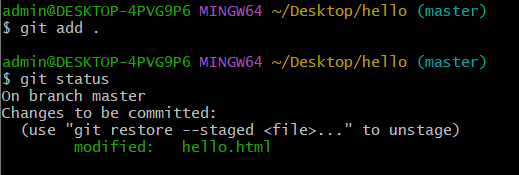 admin@DESKTOP-4PVG9P6 MINGW64 ~/Desktop/hello (master)
$ git add .
admin@DESKTOP-4PVG9P6 MINGW64 ~/Desktop/hello (master)
$ git status
On branch master
Changes to be committed:
  (use "git restore --staged <file>..." to unstage)
        modified:   hello.html